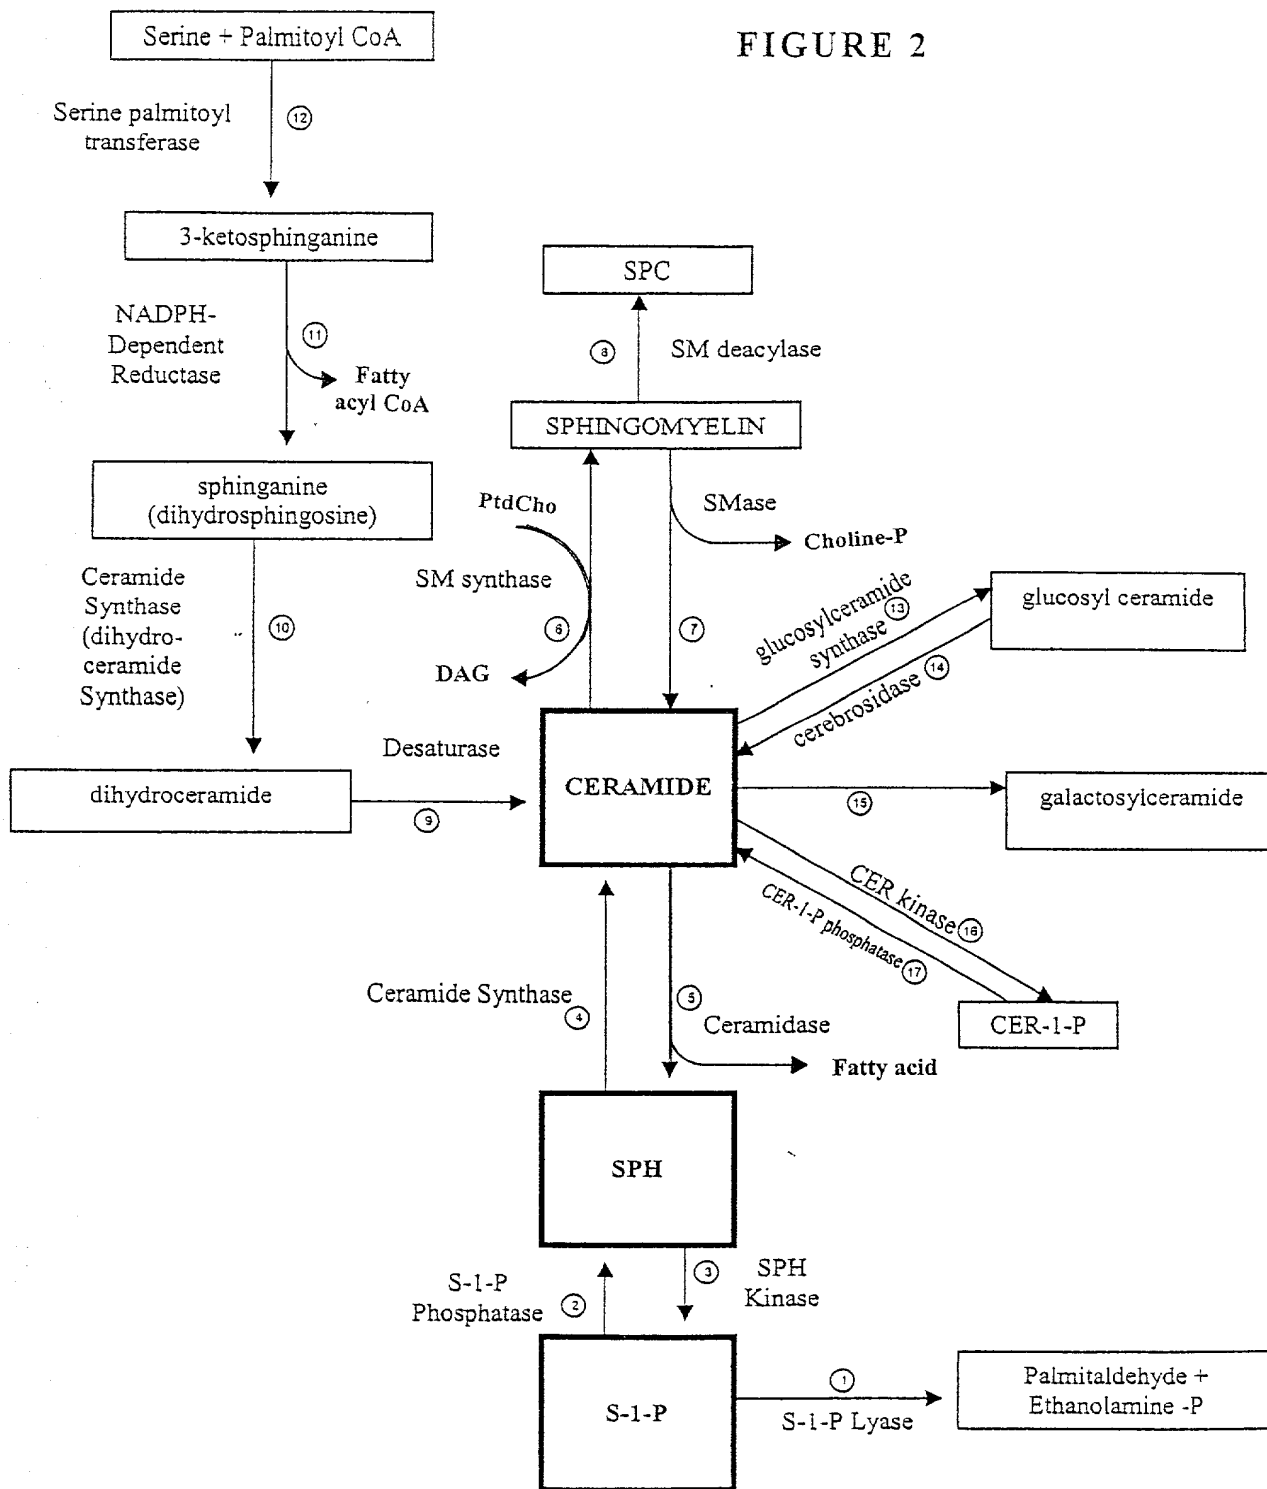 FIGURE 2
Serine + Palmitoyl CoA
Serine palmitoyl
transferase
12
3-ketosphinganine
NADPH-
Dependent
Reductase
11
Fatty
acyl CoA
sphinganine
(dihydrosphingosine)
Ceramide
Synthase
(dihydro-
ceramide
Synthase)
10
dihydroceramide
Desaturase
9
SPC
8
SM deacylase
SPHINGOMYELIN
PtdCho
SM synthase
6
DAG
SMase
Choline-P
7
glucosylceramide
synthase 13
cerebrosidase 14
glucosyl ceramide
CERAMIDE
15
galactosylceramide
CER kinase 16
CER-1-P phosphatase 17
CER-1-P
Ceramide Synthase
4
5
Ceramidase
Fatty acid
SPH
S-1-P
Phosphatase
2
3
SPH
Kinase
S-1-P
1
S-1-P Lyase
Palmitaldehyde +
Ethanolamine -P